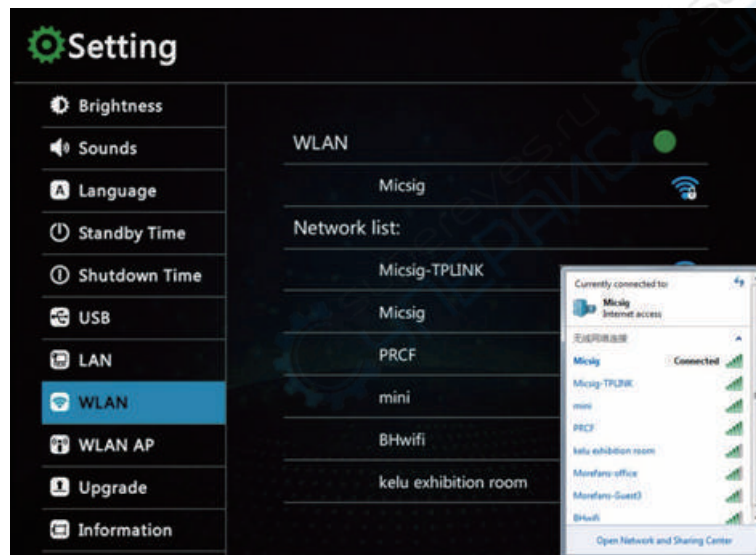 Setting
Brightness
Sounds
Language
Standby Time
Shutdown Time
USB
LAN
WLAN
WLAN AP
Upgrade
Information
WLAN
Micsig
Network list:
Micsig-TPLINK
Micsig
PRCF
mini
BHwifi
kelu exhibition room
Currently connected to:
Micsig
Internet access
无线网络连接
Micsig Connected
Micsig-TPLINK
mini
PRCF
kelu exhibition room
Morefans-office
Morefans-Guest3
BHwifi
Open Network and Sharing Center